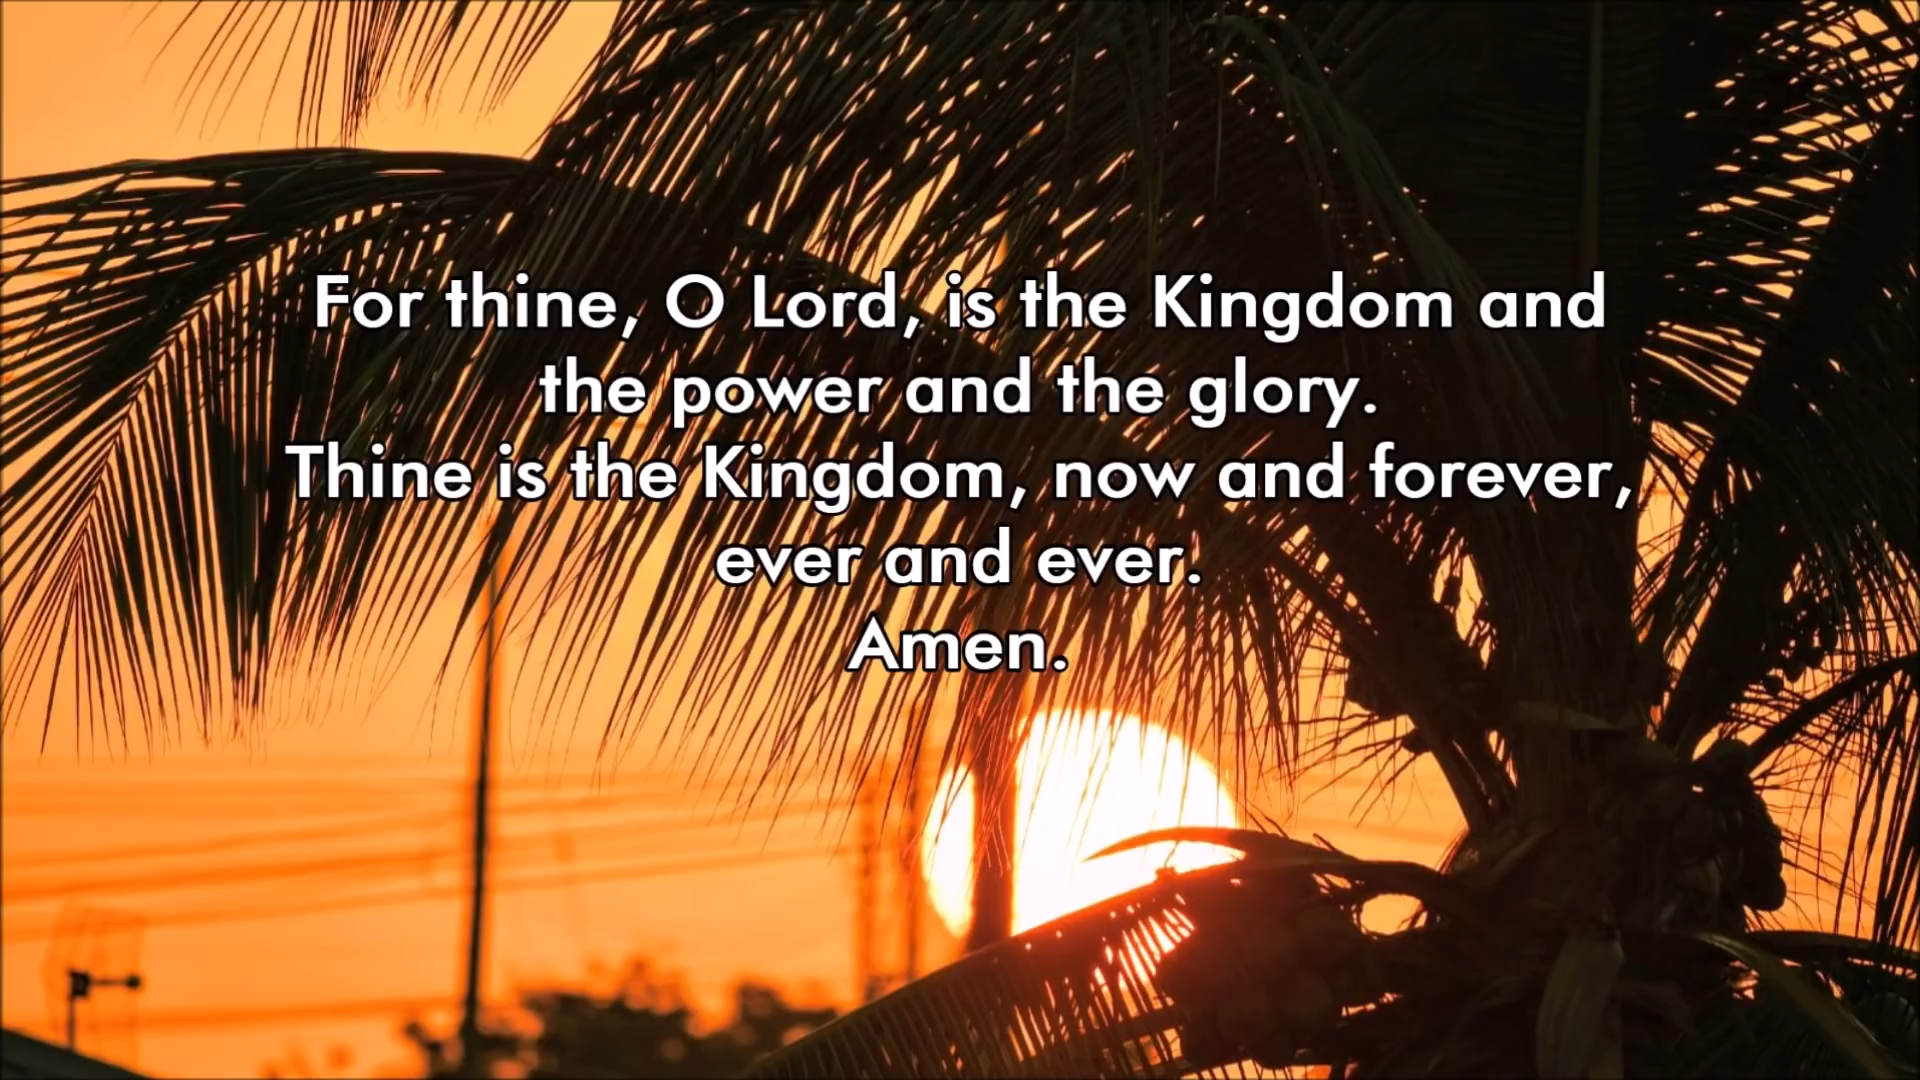 For thine, O Lord, is the Kingdom and
the power and the glory.
Thine is the Kingdom, now and forever,
ever and ever.
Amen.